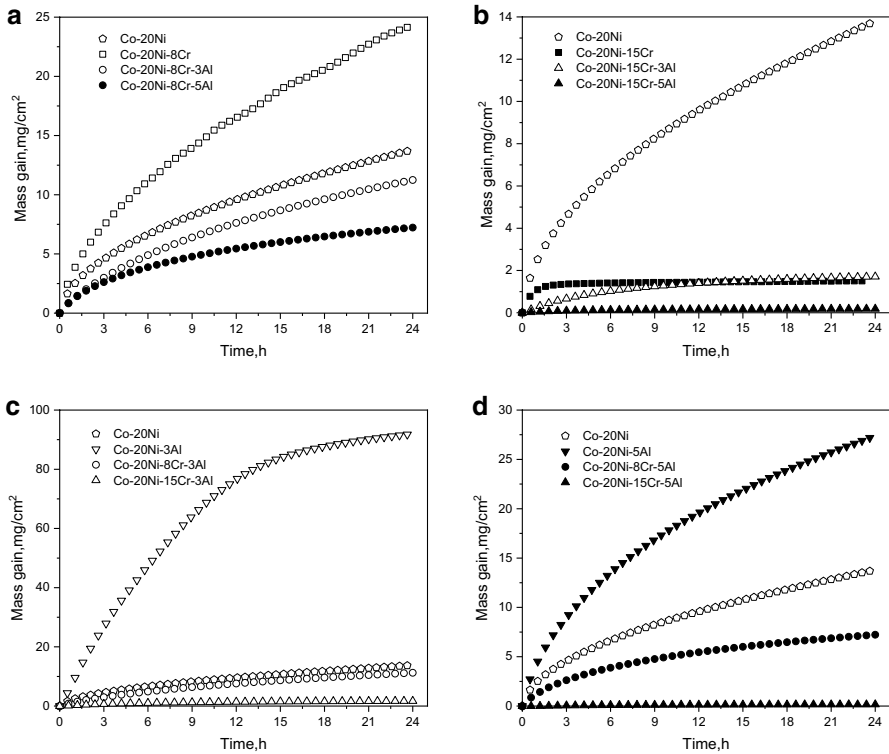 a
25
20
15
10
5
0
Mass gain,mg/cm²
Co-20Ni
Co-20Ni-8Cr
Co-20Ni-8Cr-3Al
Co-20Ni-8Cr-5Al
0 3 6 9 12 15 18 21 24
Time,h
b
14
12
10
8
6
4
2
0
Mass gain,mg/cm²
Co-20Ni
Co-20Ni-15Cr
Co-20Ni-15Cr-3Al
Co-20Ni-15Cr-5Al
0 3 6 9 12 15 18 21 24
Time,h
c
100
80
60
40
20
0
Mass gain,mg/cm²
Co-20Ni
Co-20Ni-3Al
Co-20Ni-8Cr-3Al
Co-20Ni-15Cr-3Al
0 3 6 9 12 15 18 21 24
Time,h
d
30
25
20
15
10
5
0
Mass gain,mg/cm²
Co-20Ni
Co-20Ni-5Al
Co-20Ni-8Cr-5Al
Co-20Ni-15Cr-5Al
0 3 6 9 12 15 18 21 24
Time,h